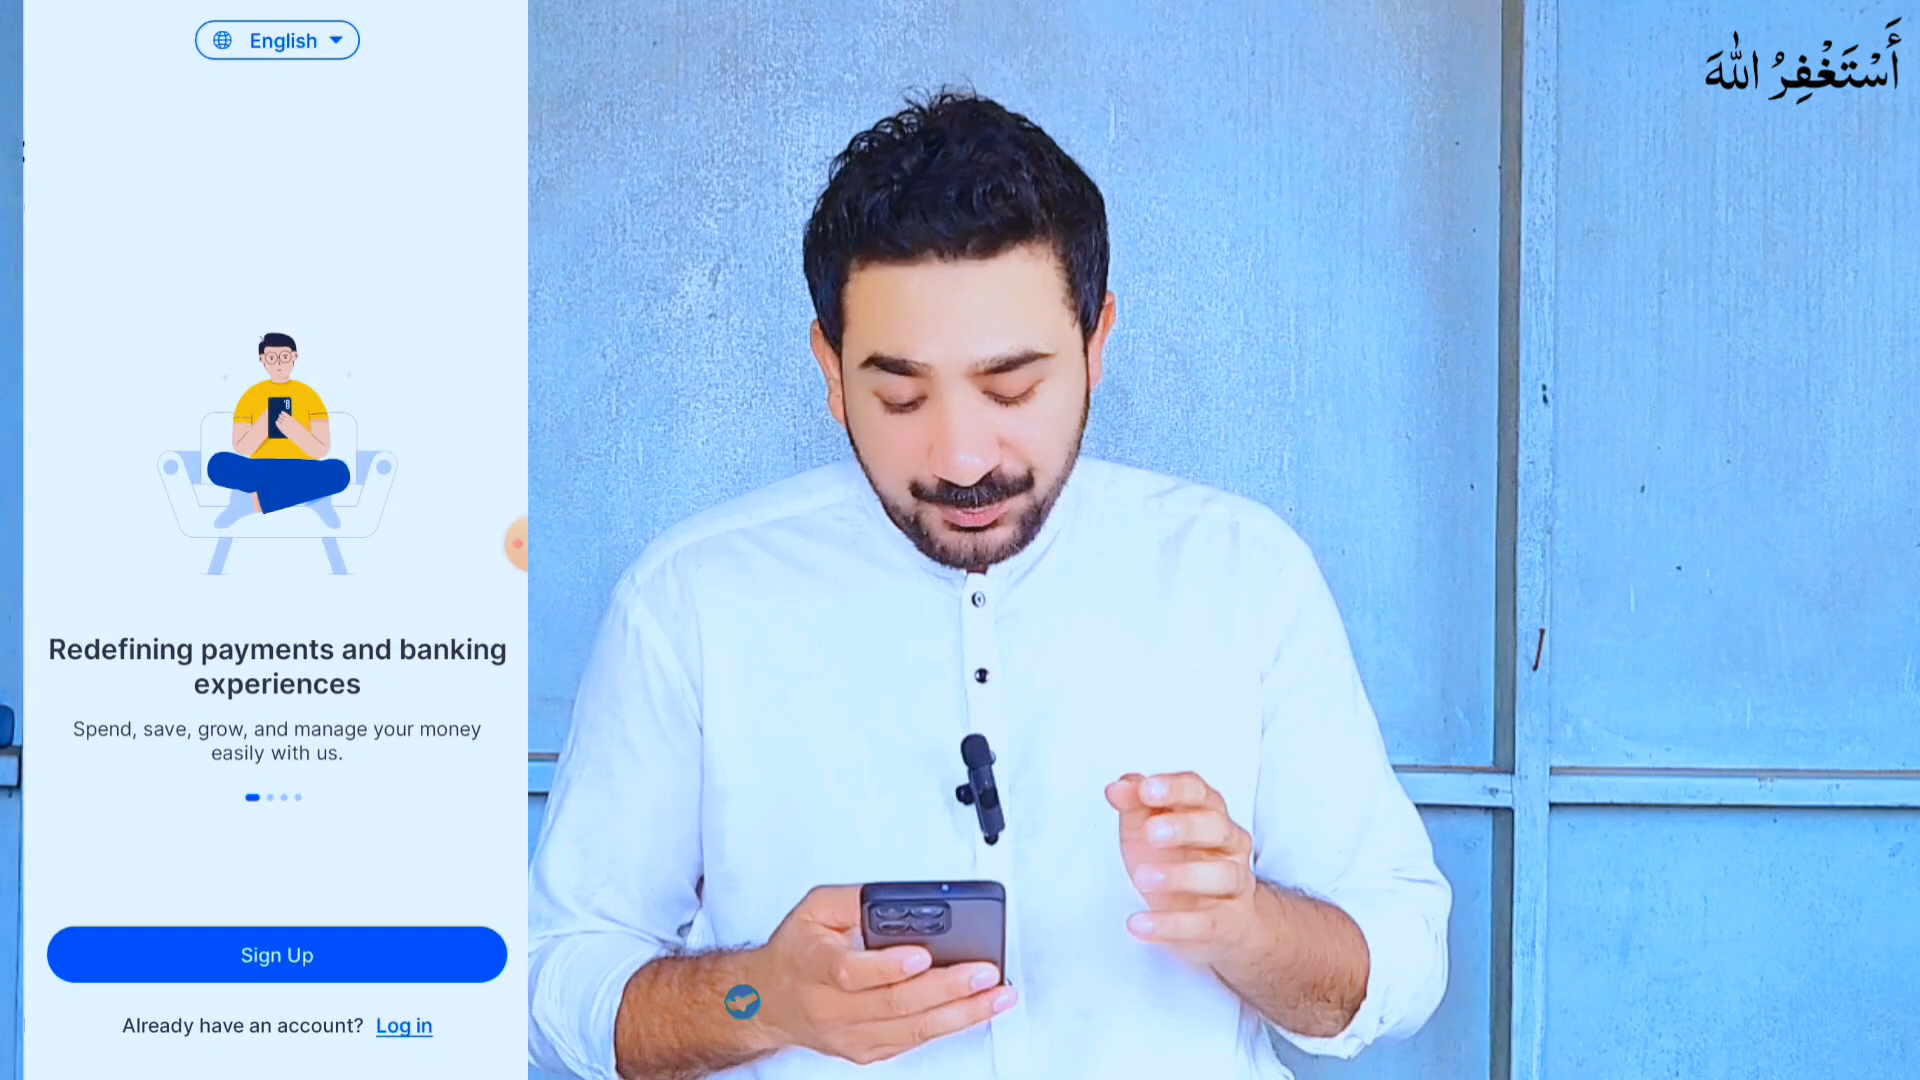 English
أَسْتَغْفِرُ اللهَ
Redefining payments and banking
experiences
Spend, save, grow, and manage your money
easily with us.
Sign Up
Already have an account? Log in